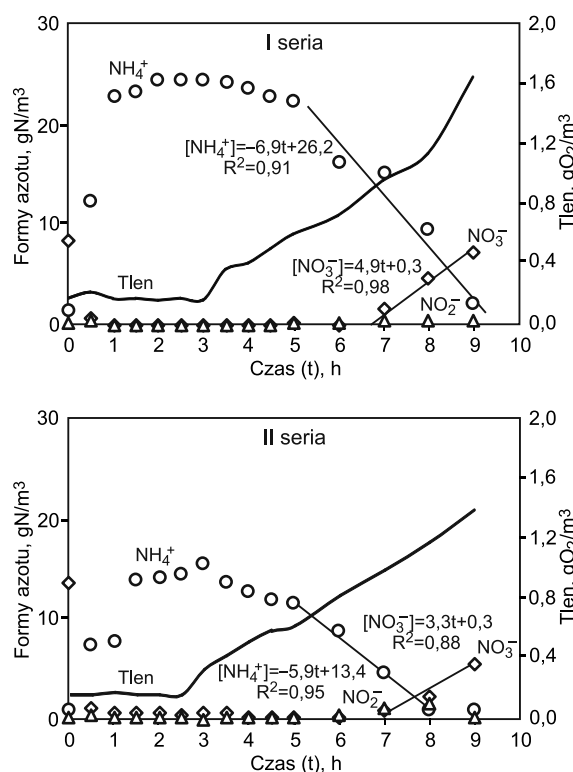 I seria
Formy azotu, gN/m³
Tlen, gO₂/m³
30
20
10
0
2,0
1,6
1,2
0,8
0,4
0,0
NH₄⁺
[NH₄⁺]=–6,9t+26,2
R²=0,91
Tlen
[NO₃⁻]=4,9t+0,3
R²=0,98
NO₃⁻
NO₂⁻
0 1 2 3 4 5 6 7 8 9 10
Czas (t), h
II seria
Formy azotu, gN/m³
Tlen, gO₂/m³
30
20
10
0
2,0
1,6
1,2
0,8
0,4
0,0
NH₄⁺
Tlen
[NO₃⁻]=3,3t+0,3
R²=0,88
NO₃⁻
[NH₄⁺]=–5,9t+13,4
R²=0,95
NO₂⁻
0 1 2 3 4 5 6 7 8 9 10
Czas (t), h